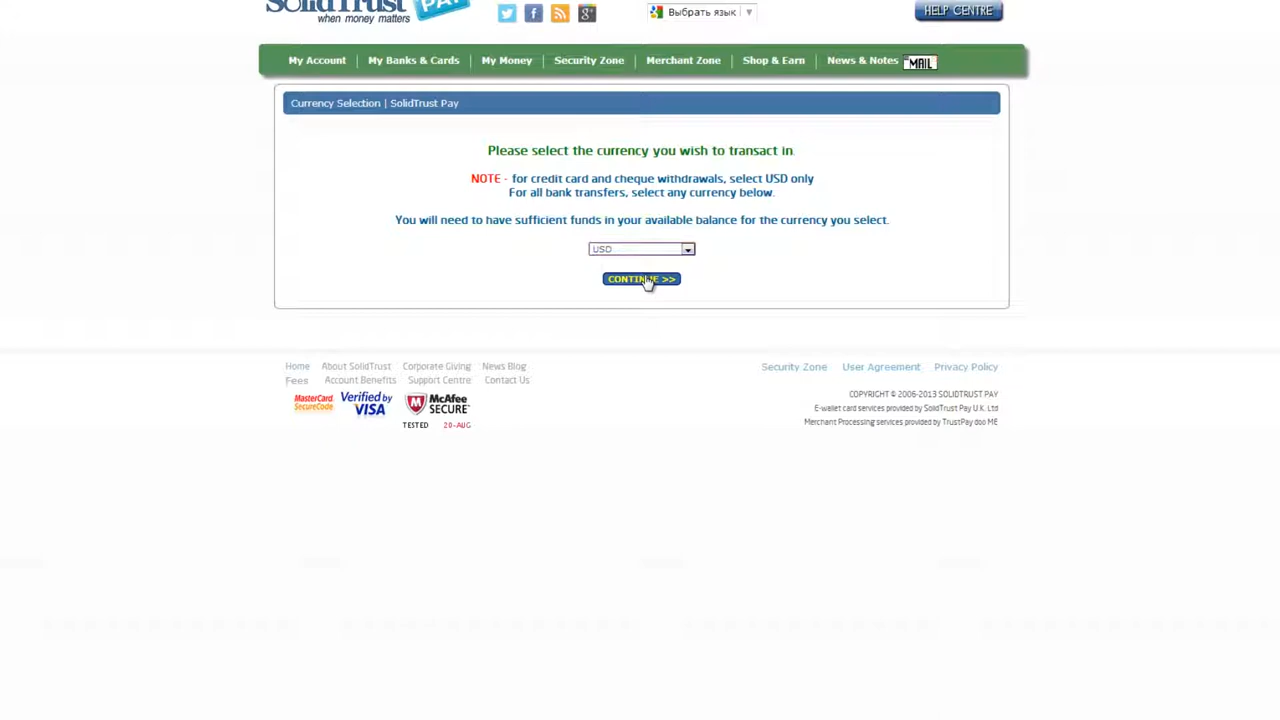 SolidTrust PAY
when money matters
Выбрать язык
HELP CENTRE
My Account | My Banks & Cards | My Money | Security Zone | Merchant Zone | Shop & Earn | News & Notes MAIL
Currency Selection | SolidTrust Pay
Please select the currency you wish to transact in.
NOTE - for credit card and cheque withdrawals, select USD only
For all bank transfers, select any currency below.
You will need to have sufficient funds in your available balance for the currency you select.
USD
CONTINUE >>
Home About SolidTrust Corporate Giving News Blog
Fees Account Benefits Support Centre Contact Us
Security Zone User Agreement Privacy Policy
MasterCard. SecureCode
Verified by VISA
McAfee SECURE™
TESTED 20-AUG
COPYRIGHT © 2006-2013 SOLIDTRUST PAY
E-wallet card services provided by SolidTrust Pay U.K. Ltd
Merchant Processing services provided by TrustPay doo ME